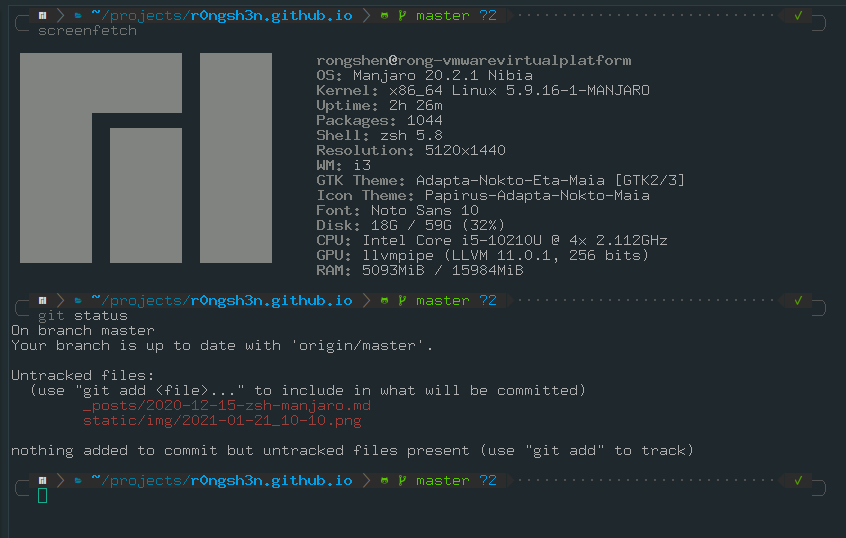 ~/projects/r0ngsh3n.github.io master ?2 ✓
screenfetch
rongshen@rong-vmwarevirtualplatform
OS: Manjaro 20.2.1 Nibia
Kernel: x86_64 Linux 5.9.16-1-MANJARO
Uptime: 2h 26m
Packages: 1044
Shell: zsh 5.8
Resolution: 5120x1440
WM: i3
GTK Theme: Adapta-Nokto-Eta-Maia [GTK2/3]
Icon Theme: Papirus-Adapta-Nokto-Maia
Font: Noto Sans 10
Disk: 18G / 59G (32%)
CPU: Intel Core i5-10210U @ 4x 2.112GHz
GPU: llvmpipe (LLVM 11.0.1, 256 bits)
RAM: 5093MiB / 15984MiB
~/projects/r0ngsh3n.github.io master ?2 ✓
git status
On branch master
Your branch is up to date with 'origin/master'.
Untracked files:
(use "git add <file>..." to include in what will be committed)
_posts/2020-12-15-zsh-manjaro.md
static/img/2021-01-21_10-10.png
nothing added to commit but untracked files present (use "git add" to track)
~/projects/r0ngsh3n.github.io master ?2 ✓